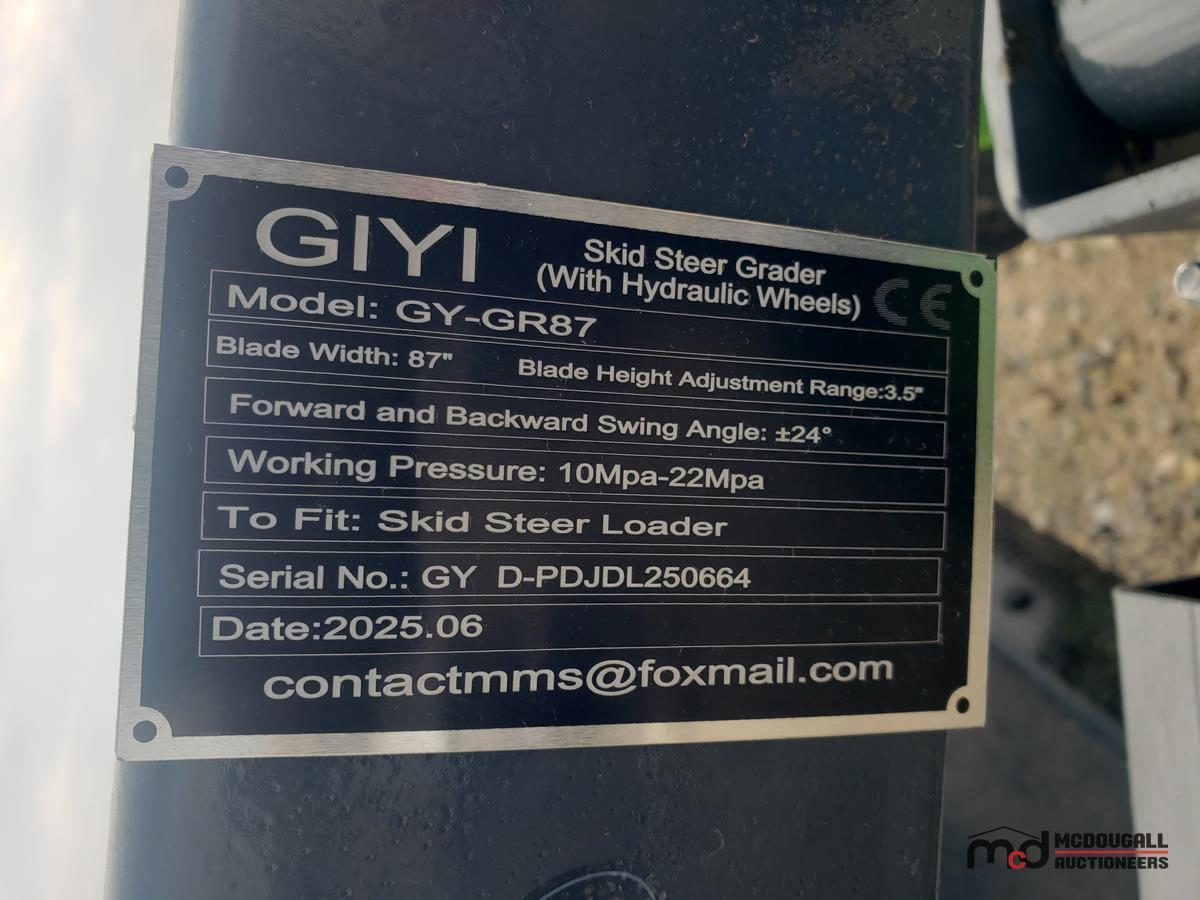 GIYI
Skid Steer Grader
(With Hydraulic Wheels)
CE
Model: GY-GR87
Blade Width: 87" Blade Height Adjustment Range:3.5"
Forward and Backward Swing Angle: ±24°
Working Pressure: 10Mpa-22Mpa
To Fit: Skid Steer Loader
Serial No.: GY D-PDJDL250664
Date:2025.06
contactmms@foxmail.com
mcd
MCDOUGALL
AUCTIONEERS